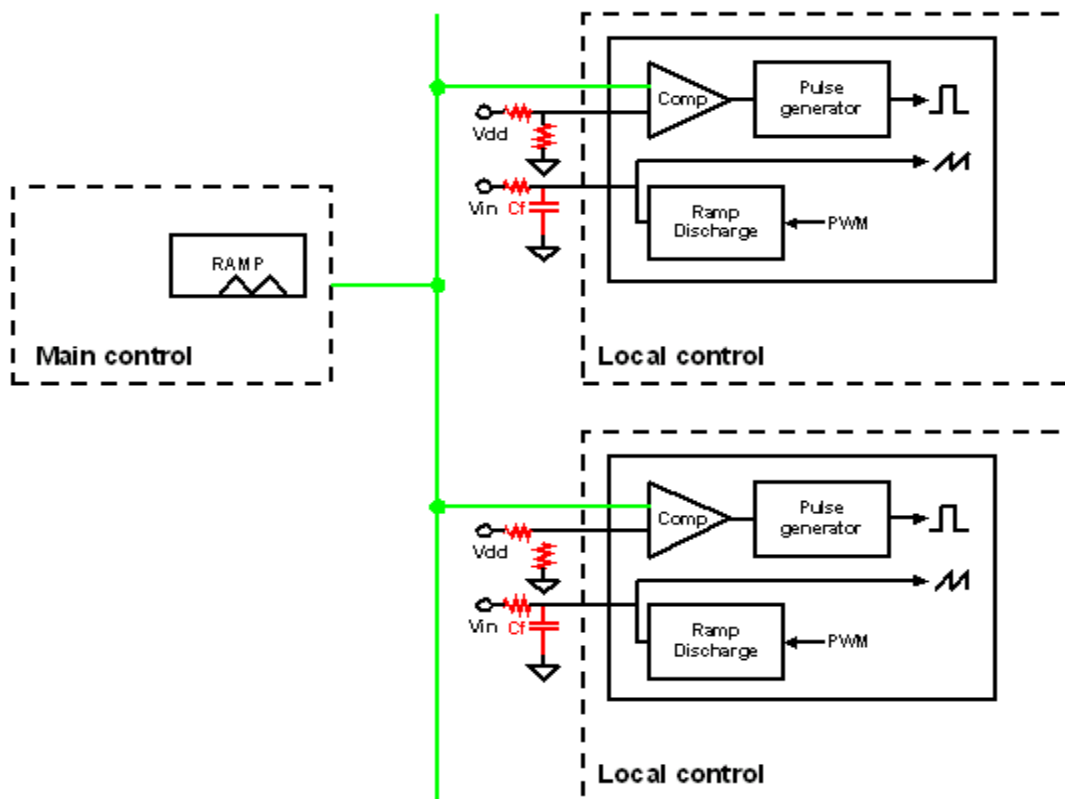 Comp
Pulse
generator
Vdd
Vin
Cf
Ramp
Discharge
PWM
RAMP
Main control
Local control
Comp
Pulse
generator
Vdd
Vin
Cf
Ramp
Discharge
PWM
Local control